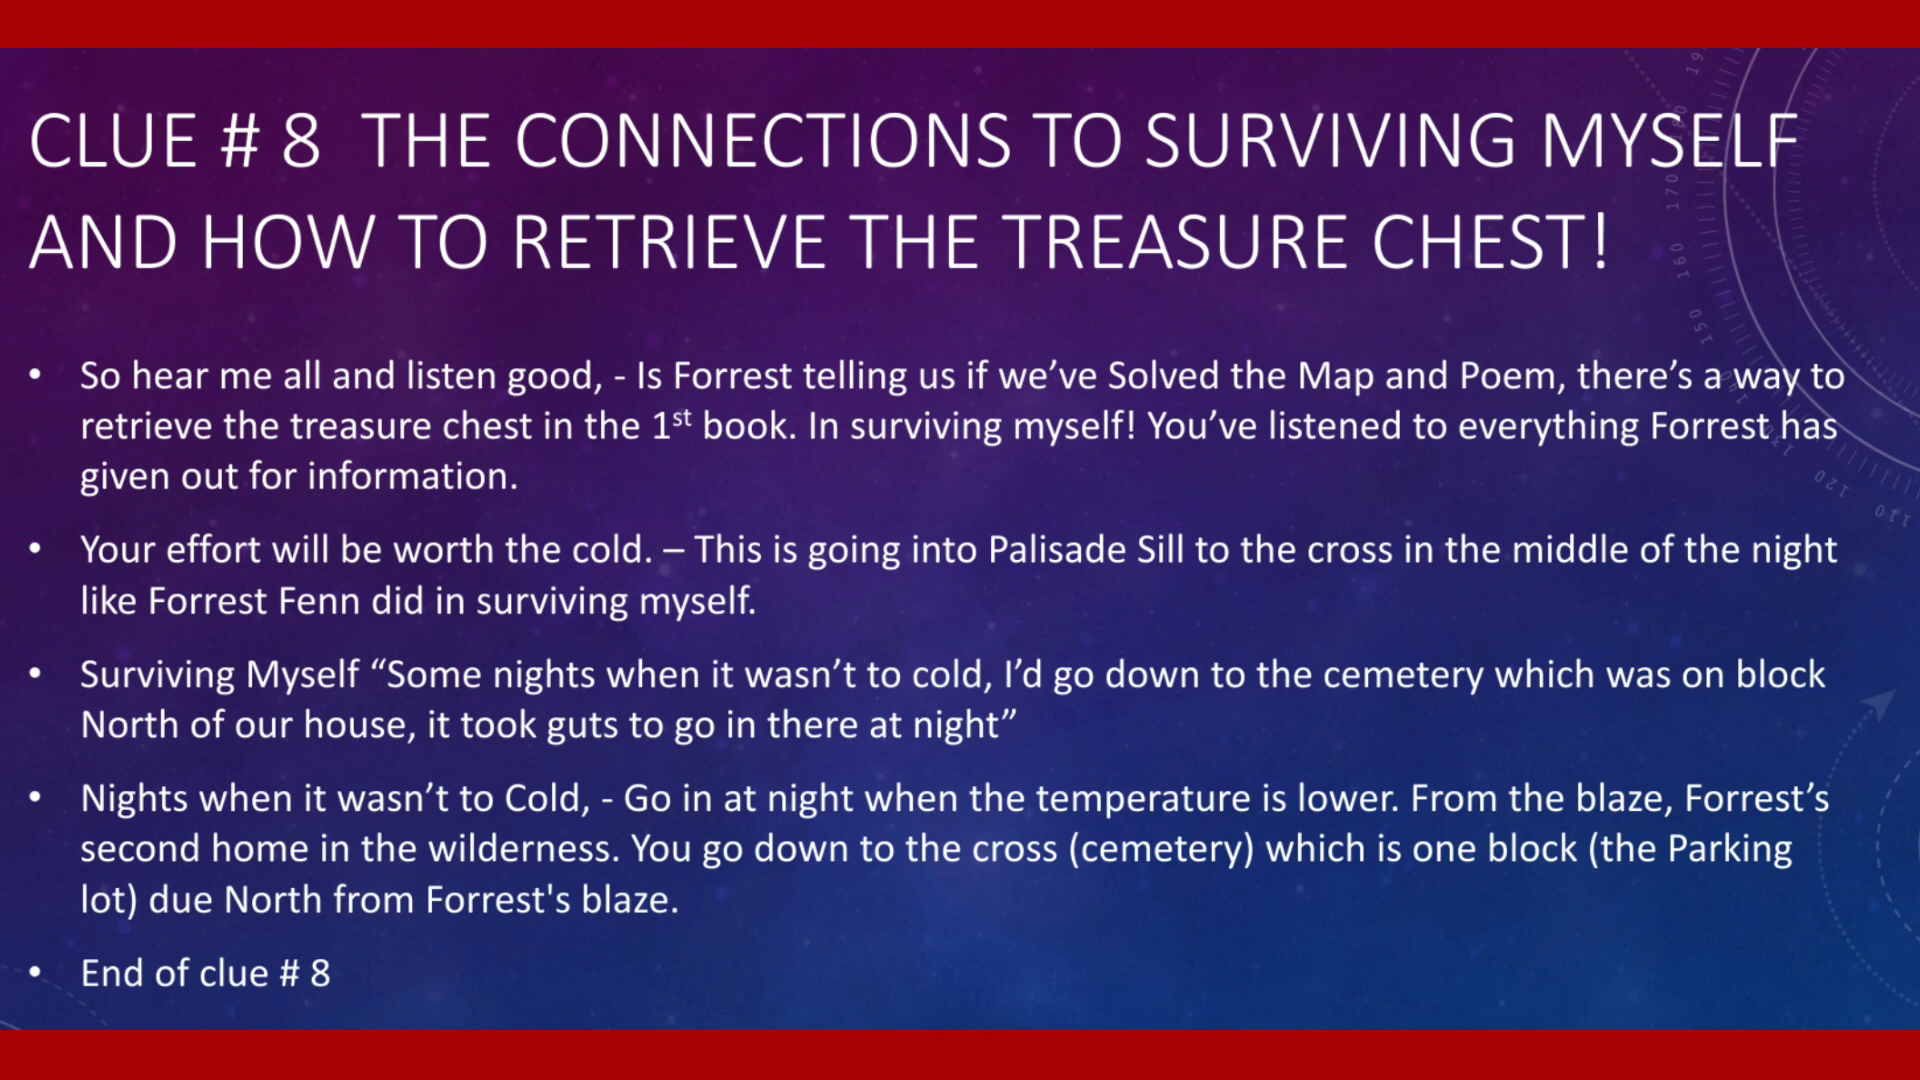 CLUE # 8 THE CONNECTIONS TO SURVIVING MYSELF
AND HOW TO RETRIEVE THE TREASURE CHEST!
• So hear me all and listen good, - Is Forrest telling us if we’ve Solved the Map and Poem, there’s a way to
retrieve the treasure chest in the 1st book. In surviving myself! You’ve listened to everything Forrest has
given out for information.
• Your effort will be worth the cold. – This is going into Palisade Sill to the cross in the middle of the night
like Forrest Fenn did in surviving myself.
• Surviving Myself “Some nights when it wasn’t to cold, I’d go down to the cemetery which was on block
North of our house, it took guts to go in there at night”
• Nights when it wasn’t to Cold, - Go in at night when the temperature is lower. From the blaze, Forrest’s
second home in the wilderness. You go down to the cross (cemetery) which is one block (the Parking
lot) due North from Forrest's blaze.
• End of clue # 8
170
160
150
120
110